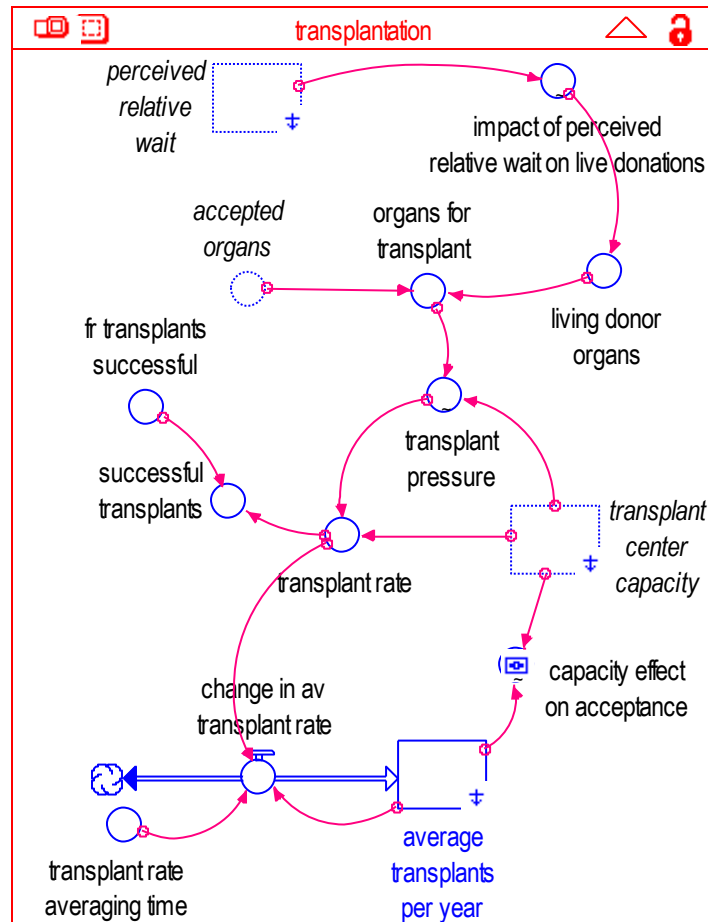 transplantation
perceived
relative
wait
impact of perceived
relative wait on live donations
accepted
organs
organs for
transplant
living donor
organs
fr transplants
successful
transplant
pressure
successful
transplants
transplant
center
capacity
transplant rate
capacity effect
on acceptance
change in av
transplant rate
average
transplants
per year
transplant rate
averaging time